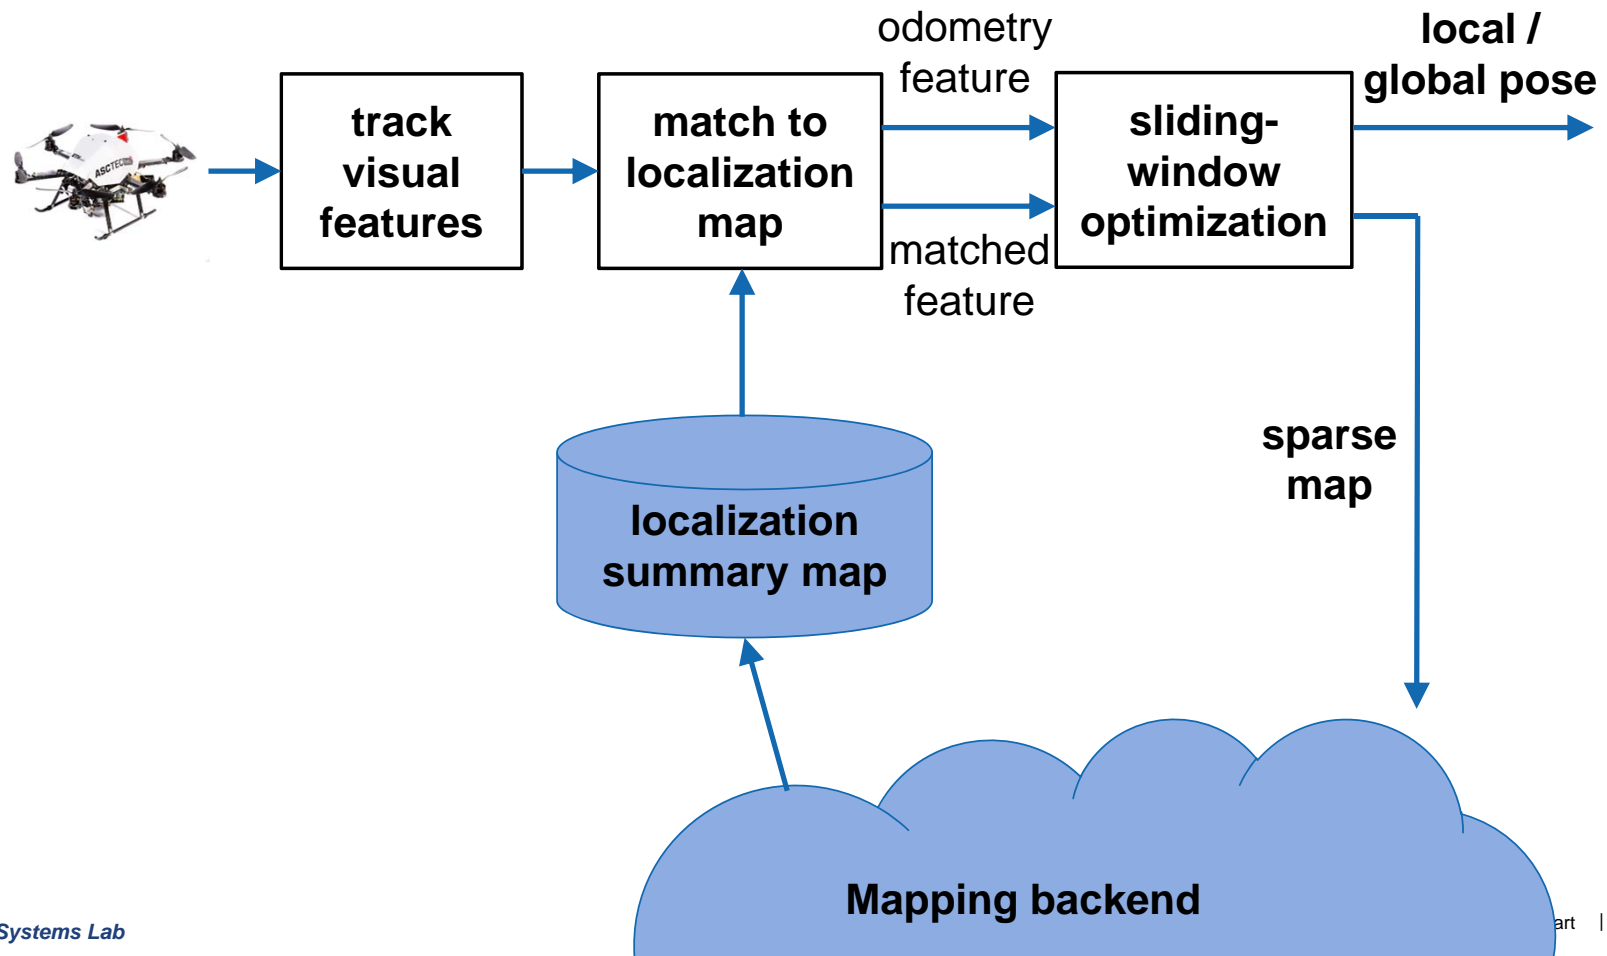 odometry
feature
local /
global pose
track
visual
features
match to
localization
map
sliding-
window
optimization
ASCTEC
matched
feature
sparse
map
localization
summary map
Mapping backend
Systems Lab
art |